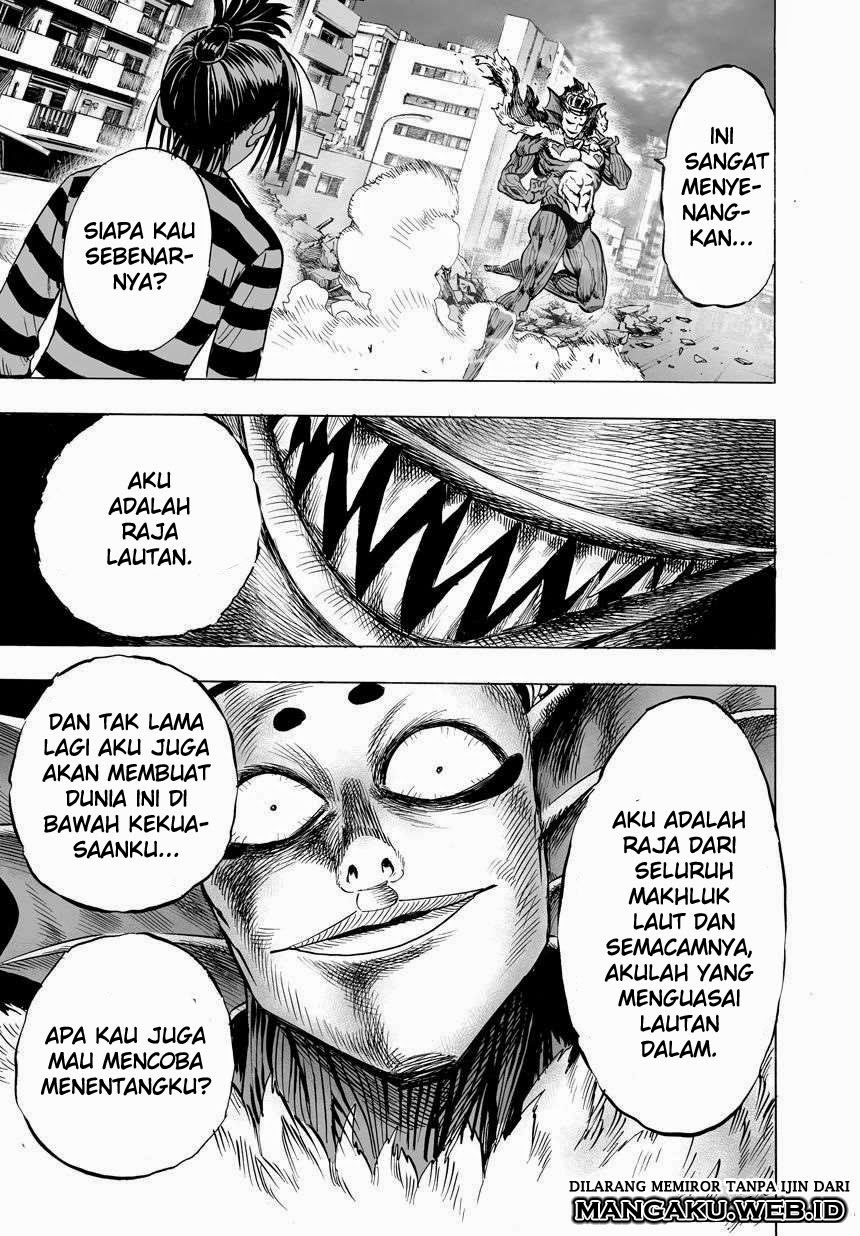 INI
SANGAT
MENYE-
NANG-
KAN...
SIAPA KAU
SEBENAR-
NYA?
AKU
ADALAH
RAJA
LAUTAN.
AKU ADALAH
RAJA DARI
SELURUH
MAKHLUK
LAUT DAN
SEMACAMNYA,
AKULAH YANG
MENGUASAI
LAUTAN
DALAM.
DAN TAK LAMA
LAGI AKU JUGA
AKAN MEMBUAT
DUNIA INI DI
BAWAH KEKUA-
SAANKU...
APA KAU JUGA
MAU MENCOBA
MENENTANGKU?
DILARANG MEMIROR TANPA IJIN DARI
MANGAKU.WEB.ID